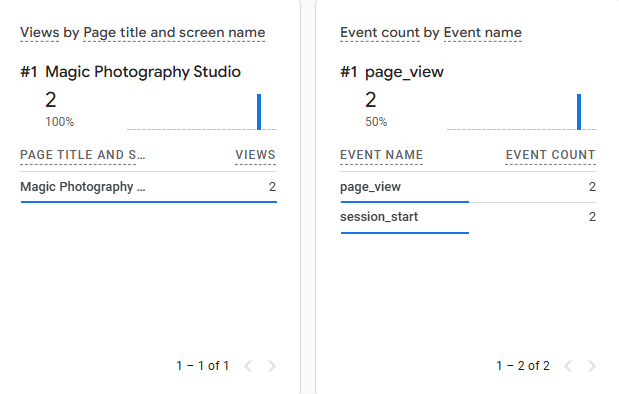 Views by Page title and screen name
#1 Magic Photography Studio
2
100%
PAGE TITLE AND S… VIEWS
Magic Photography … 2
1 – 1 of 1
Event count by Event name
#1 page_view
2
50%
EVENT NAME EVENT COUNT
page_view 2
session_start 2
1 – 2 of 2